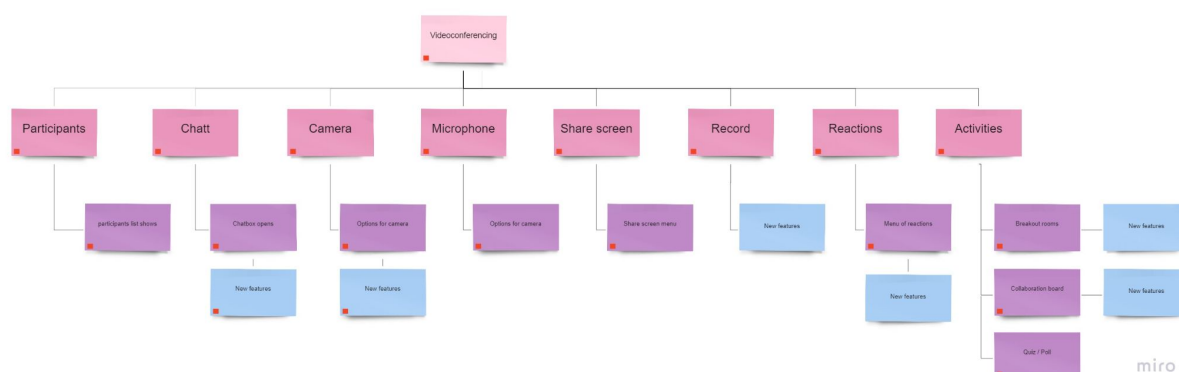 Videoconferencing
Participants
Chatt
Camera
Microphone
Share screen
Record
Reactions
Activities
participants list shows
Chatbox opens
Options for camera
Options for camera
Share screen menu
New features
Menu of reactions
Breakout rooms
New features
New features
New features
New features
Collaboration board
New features
Quiz / Poll
miro